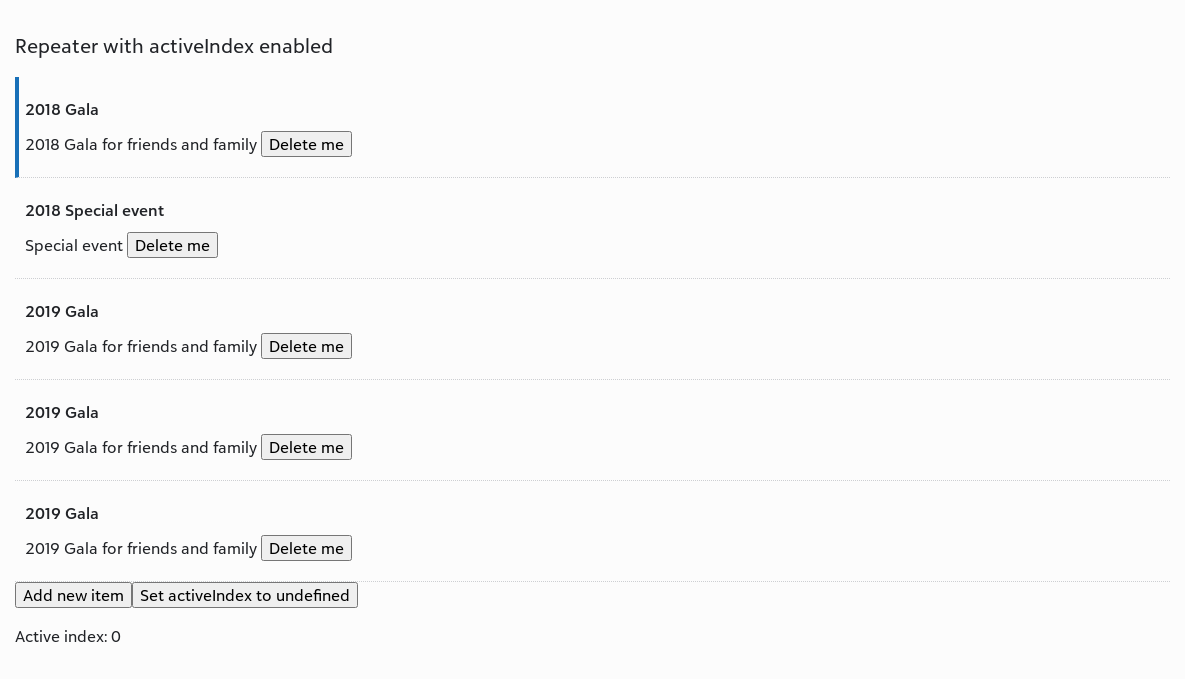 Repeater with activeIndex enabled
2018 Gala
2018 Gala for friends and family Delete me
2018 Special event
Special event Delete me
2019 Gala
2019 Gala for friends and family Delete me
2019 Gala
2019 Gala for friends and family Delete me
2019 Gala
2019 Gala for friends and family Delete me
Add new item Set activeIndex to undefined
Active index: 0